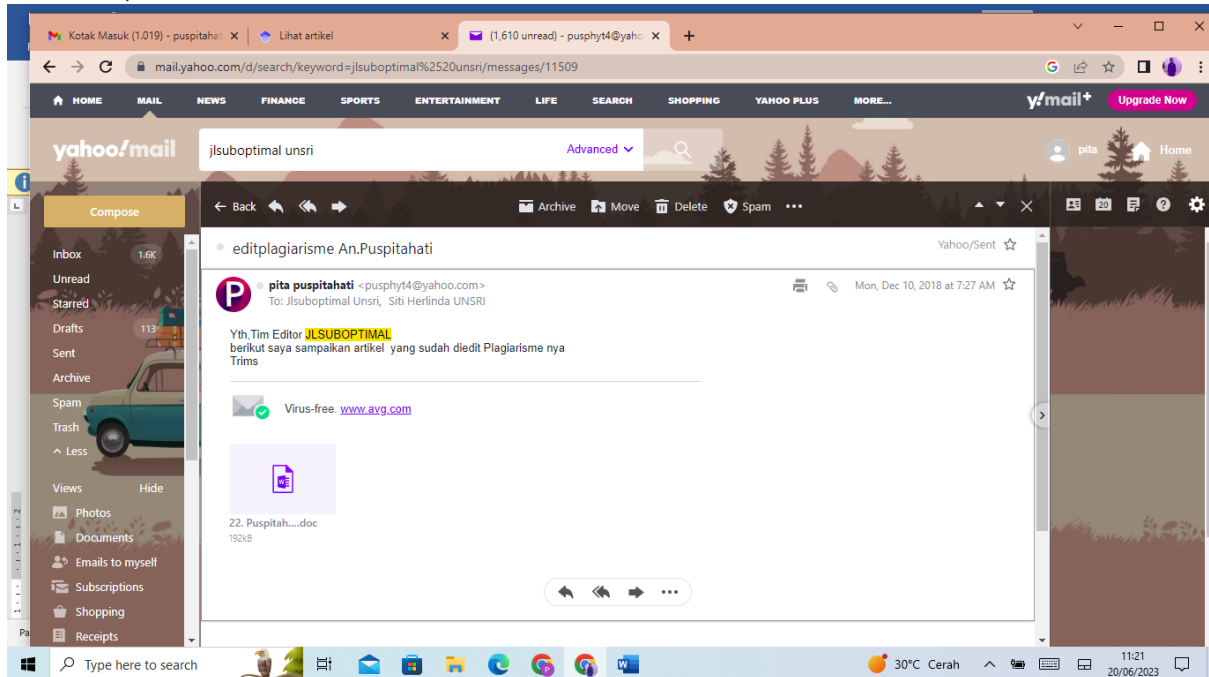 Kotak Masuk (1.019) - puspitahat
Lihat artikel
(1,610 unread) - pusphyt4@yaho
mail.yahoo.com/d/search/keyword=jlsuboptimal%2520unsri/messages/11509
HOME MAIL NEWS FINANCE SPORTS ENTERTAINMENT LIFE SEARCH SHOPPING YAHOO PLUS MORE... y!mail+ Upgrade Now
yahoo!mail jlsuboptimal unsri Advanced pita Home
Compose
Back Archive Move Delete Spam 20
editplagiarisme An.Puspitahati Yahoo/Sent
Inbox 1.6K
Unread
Starred
Drafts 113
Sent
Archive
Spam
Trash
Less
Views Hide
Photos
Documents
Emails to myself
Subscriptions
Shopping
Receipts
P
pita puspitahati <pusphyt4@yahoo.com> Mon, Dec 10, 2018 at 7:27 AM
To: Jlsuboptimal Unsri, Siti Herlinda UNSRI
Yth,Tim Editor JLSUBOPTIMAL
berikut saya sampaikan artikel yang sudah diedit Plagiarisme nya
Trims
Virus-free. www.avg.com
22. Puspitah....doc
192kB
Pa
Type here to search
30°C Cerah
11:21
20/06/2023